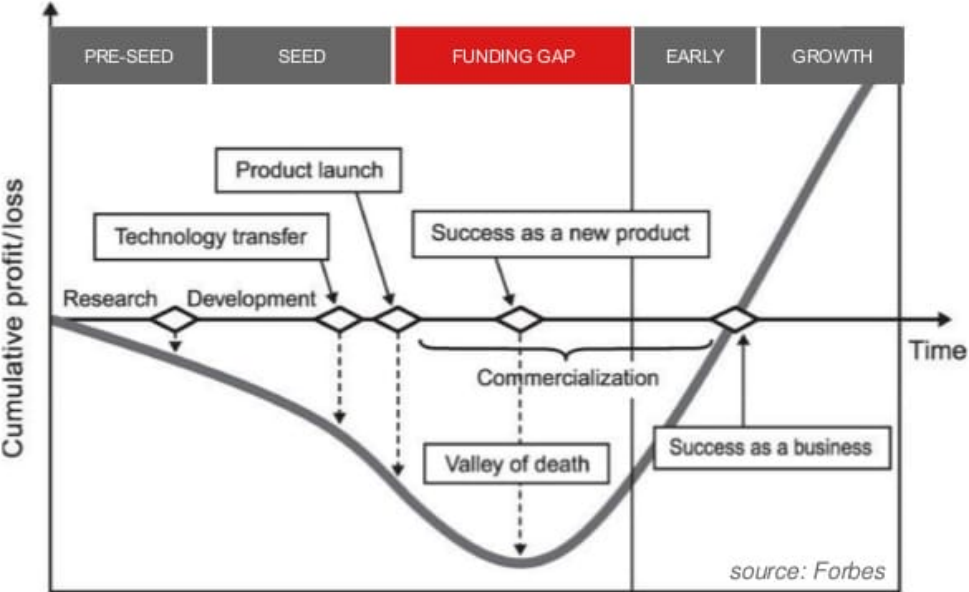 PRE-SEED
SEED
FUNDING GAP
EARLY
GROWTH
Product launch
Technology transfer
Success as a new product
Research
Development
Time
Commercialization
Success as a business
Valley of death
Cumulative profit/loss
source: Forbes